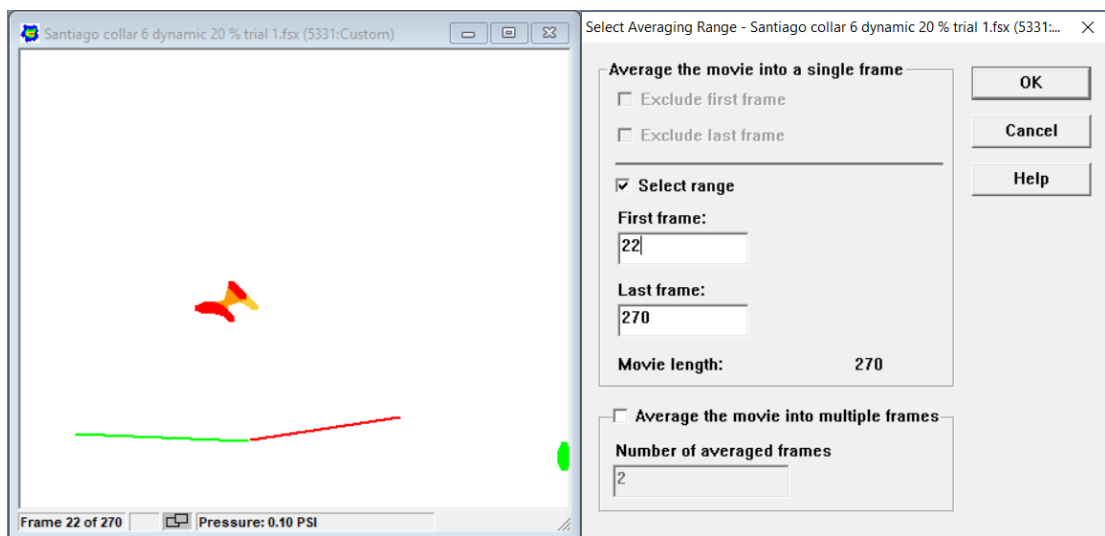 Santiago collar 6 dynamic 20 % trial 1.fsx (5331:Custom)
Frame 22 of 270
Pressure: 0.10 PSI
Select Averaging Range - Santiago collar 6 dynamic 20 % trial 1.fsx (5331:...
Average the movie into a single frame
Exclude first frame
Exclude last frame
Select range
First frame:
22
Last frame:
270
Movie length: 270
Average the movie into multiple frames
Number of averaged frames
2
OK
Cancel
Help